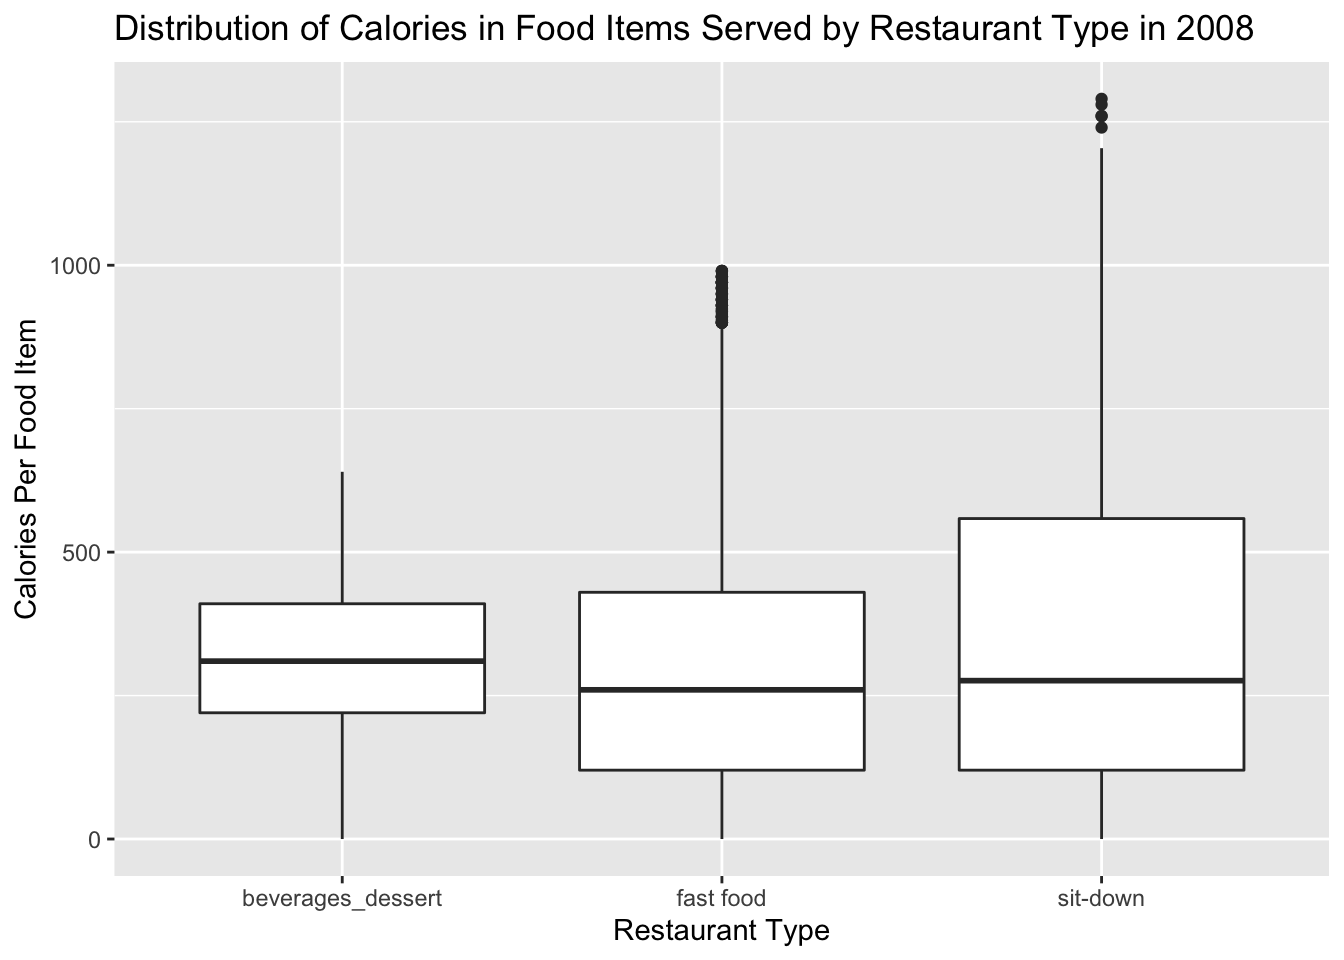 Distribution of Calories in Food Items Served by Restaurant Type in 2008
Calories Per Food Item
1000
500
0
beverages_dessert
fast food
sit-down
Restaurant Type